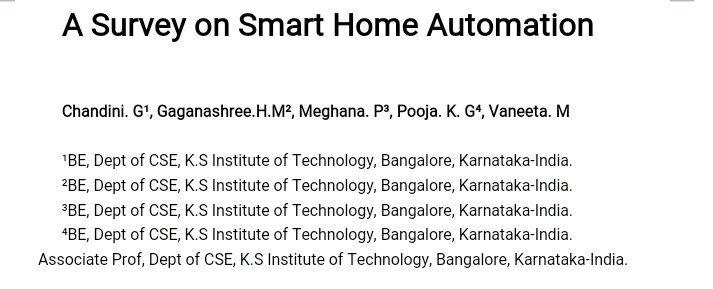 A Survey on Smart Home Automation
Chandini. G¹, Gaganashree.H.M², Meghana. P³, Pooja. K. G⁴, Vaneeta. M
¹BE, Dept of CSE, K.S Institute of Technology, Bangalore, Karnataka-India.
²BE, Dept of CSE, K.S Institute of Technology, Bangalore, Karnataka-India.
³BE, Dept of CSE, K.S Institute of Technology, Bangalore, Karnataka-India.
⁴BE, Dept of CSE, K.S Institute of Technology, Bangalore, Karnataka-India.
Associate Prof, Dept of CSE, K.S Institute of Technology, Bangalore, Karnataka-India.